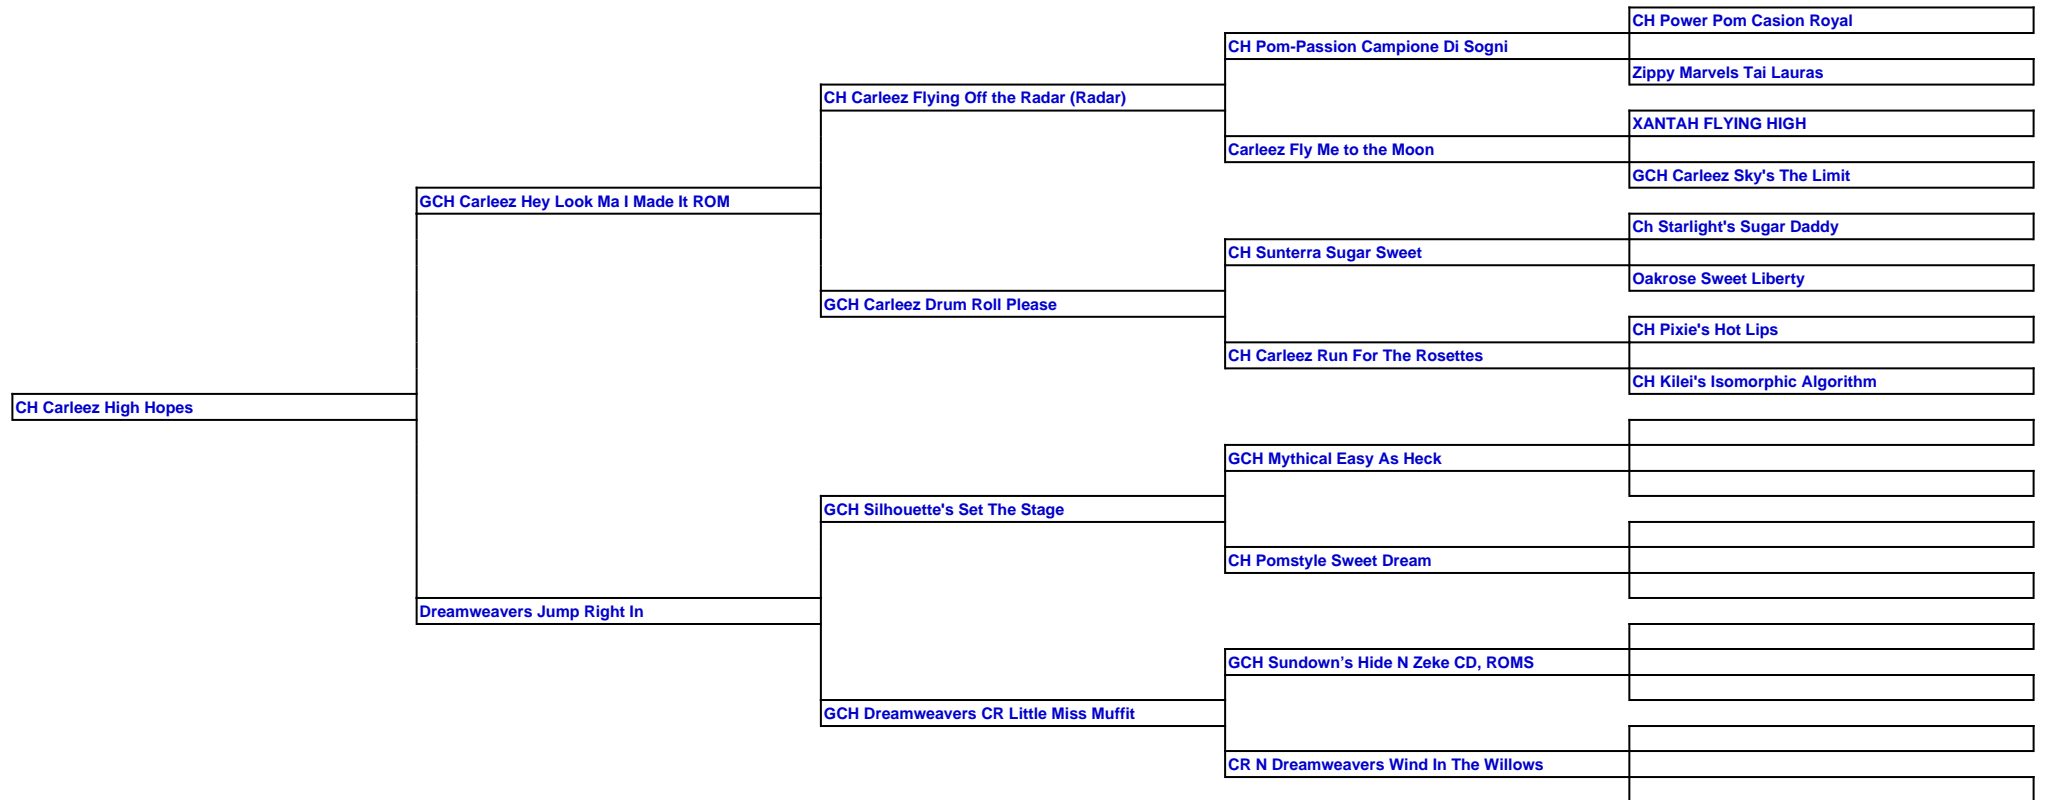 CH Power Pom Casion Royal
CH Pom-Passion Campione Di Sogni
Zippy Marvels Tai Lauras
CH Carleez Flying Off the Radar (Radar)
XANTAH FLYING HIGH
Carleez Fly Me to the Moon
GCH Carleez Sky's The Limit
GCH Carleez Hey Look Ma I Made It ROM
Ch Starlight's Sugar Daddy
CH Sunterra Sugar Sweet
Oakrose Sweet Liberty
GCH Carleez Drum Roll Please
CH Pixie's Hot Lips
CH Carleez Run For The Rosettes
CH Kilei's Isomorphic Algorithm
CH Carleez High Hopes
GCH Mythical Easy As Heck
GCH Silhouette's Set The Stage
CH Pomstyle Sweet Dream
Dreamweavers Jump Right In
GCH Sundown’s Hide N Zeke CD, ROMS
GCH Dreamweavers CR Little Miss Muffit
CR N Dreamweavers Wind In The Willows